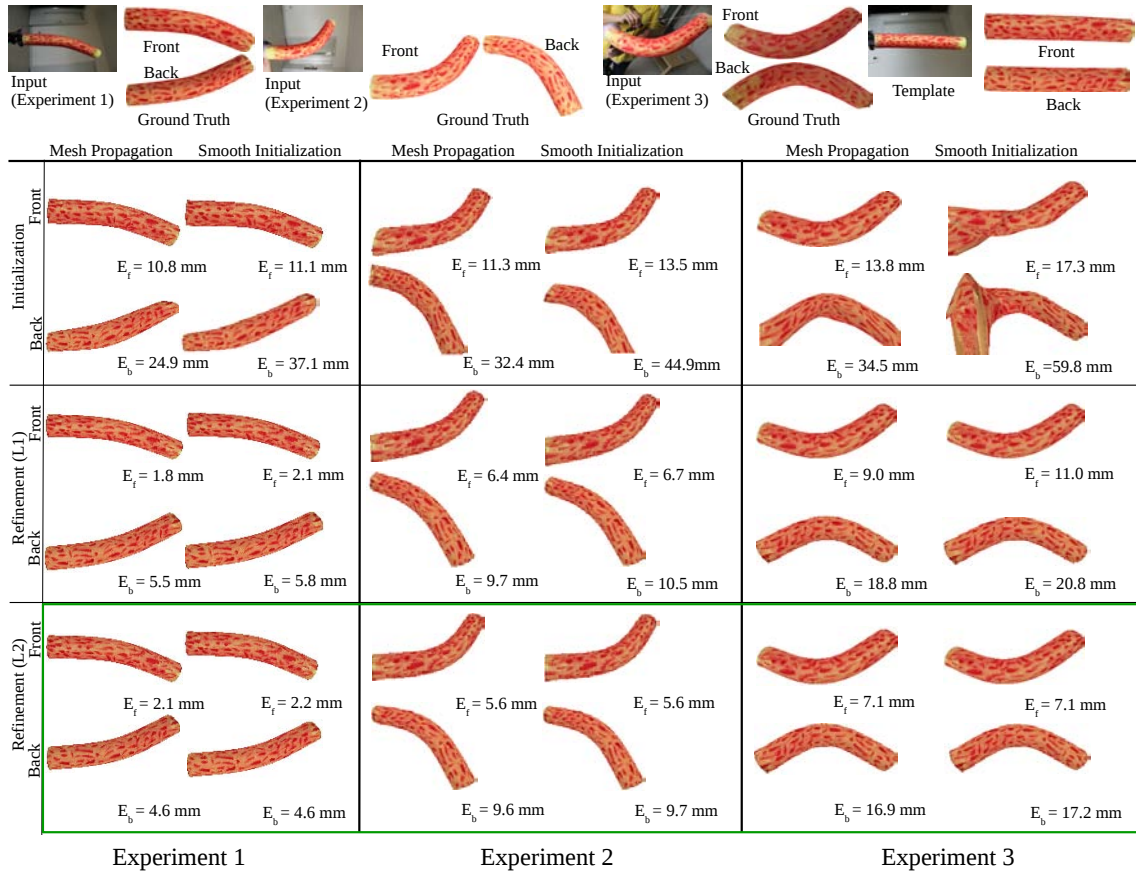 Front
Back
Input
(Experiment 1)
Ground Truth
Input
(Experiment 2)
Front
Back
Ground Truth
Input
(Experiment 3)
Front
Back
Ground Truth
Template
Front
Back
Mesh Propagation Smooth Initialization Mesh Propagation Smooth Initialization Mesh Propagation Smooth Initialization
Initialization
Front
E_f = 10.8 mm E_f = 11.1 mm E_f = 11.3 mm E_f = 13.5 mm E_f = 13.8 mm E_f = 17.3 mm
Back
E_b = 24.9 mm E_b = 37.1 mm E_b = 32.4 mm E_b = 44.9mm E_b = 34.5 mm E_b =59.8 mm
Refinement (L1)
Front
E_f = 1.8 mm E_f = 2.1 mm E_f = 6.4 mm E_f = 6.7 mm E_f = 9.0 mm E_f = 11.0 mm
Back
E_b = 5.5 mm E_b = 5.8 mm E_b = 9.7 mm E_b = 10.5 mm E_b = 18.8 mm E_b = 20.8 mm
Refinement (L2)
Front
E_f = 2.1 mm E_f = 2.2 mm E_f = 5.6 mm E_f = 5.6 mm E_f = 7.1 mm E_f = 7.1 mm
Back
E_b = 4.6 mm E_b = 4.6 mm E_b = 9.6 mm E_b = 9.7 mm E_b = 16.9 mm E_b = 17.2 mm
Experiment 1 Experiment 2 Experiment 3